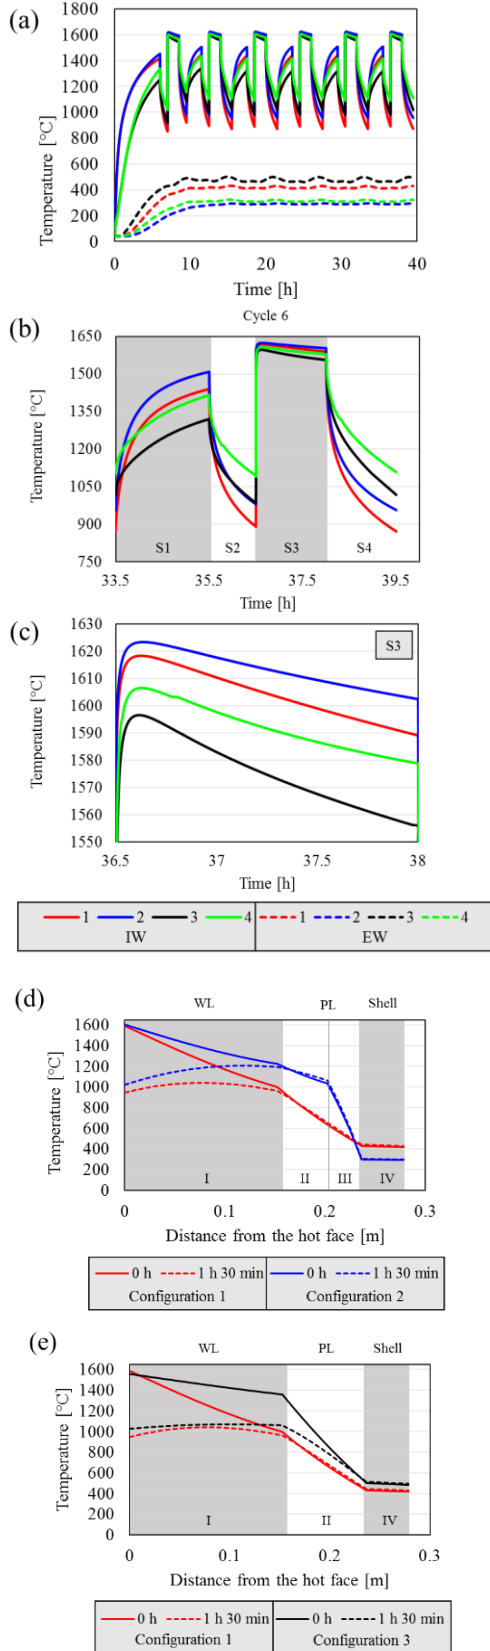 (a)
Temperature [°C]
1800
1600
1400
1200
1000
800
600
400
200
0
0 10 20 30 40
Time [h]
(b)
Cycle 6
Temperature [°C]
1650
1500
1350
1200
1050
900
750
S1 S2 S3 S4
33.5 35.5 37.5 39.5
Time [h]
(c)
Temperature [°C]
1630
1620
1610
1600
1590
1580
1570
1560
1550
S3
36.5 37 37.5 38
Time [h]
1 2 3 4 1 2 3 4
IW EW
(d)
WL PL Shell
Temperature [°C]
1600
1400
1200
1000
800
600
400
200
0
I II III IV
0 0.1 0.2 0.3
Distance from the hot face [m]
0 h 1 h 30 min 0 h 1 h 30 min
Configuration 1 Configuration 2
(e)
WL PL Shell
Temperature [°C]
1600
1400
1200
1000
800
600
400
200
0
I II IV
0 0.1 0.2 0.3
Distance from the hot face [m]
0 h 1 h 30 min 0 h 1 h 30 min
Configuration 1 Configuration 3